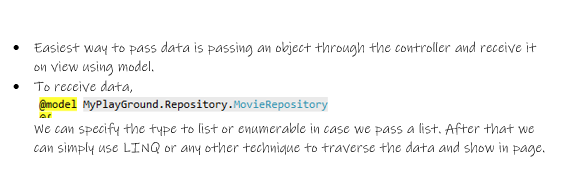 • Easiest way to pass data is passing an object through the controller and receive it
on view using model.
• To receive data,
@model MyPlayGround.Repository.MovieRepository
We can specify the type to list or enumerable in case we pass a list. After that we
can simply use LINQ or any other technique to traverse the data and show in page.